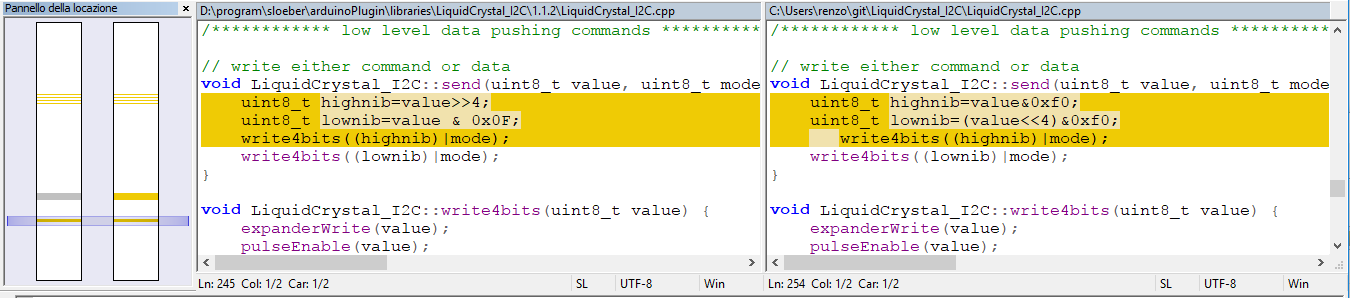 Pannello della locazione ×
D:\program\sloeber\arduinoPlugin\libraries\LiquidCrystal_I2C\1.1.2\LiquidCrystal_I2C.cpp
/************ low level data pushing commands **********
// write either command or data
void LiquidCrystal_I2C::send(uint8_t value, uint8_t mode
uint8_t highnib=value>>4;
uint8_t lownib=value & 0x0F;
write4bits((highnib)|mode);
write4bits((lownib)|mode);
}
void LiquidCrystal_I2C::write4bits(uint8_t value) {
expanderWrite(value);
pulseEnable(value);
Ln: 245 Col: 1/2 Car: 1/2 SL UTF-8 Win
C:\Users\renzo\git\LiquidCrystal_I2C\LiquidCrystal_I2C.cpp
/*********** low level data pushing commands **********
// write either command or data
void LiquidCrystal_I2C::send(uint8_t value, uint8_t mode
uint8_t highnib=value&0xf0;
uint8_t lownib=(value<<4)&0xf0;
write4bits((highnib)|mode);
write4bits((lownib)|mode);
}
void LiquidCrystal_I2C::write4bits(uint8_t value) {
expanderWrite(value);
pulseEnable(value);
Ln: 254 Col: 1/2 Car: 1/2 SL UTF-8 Win